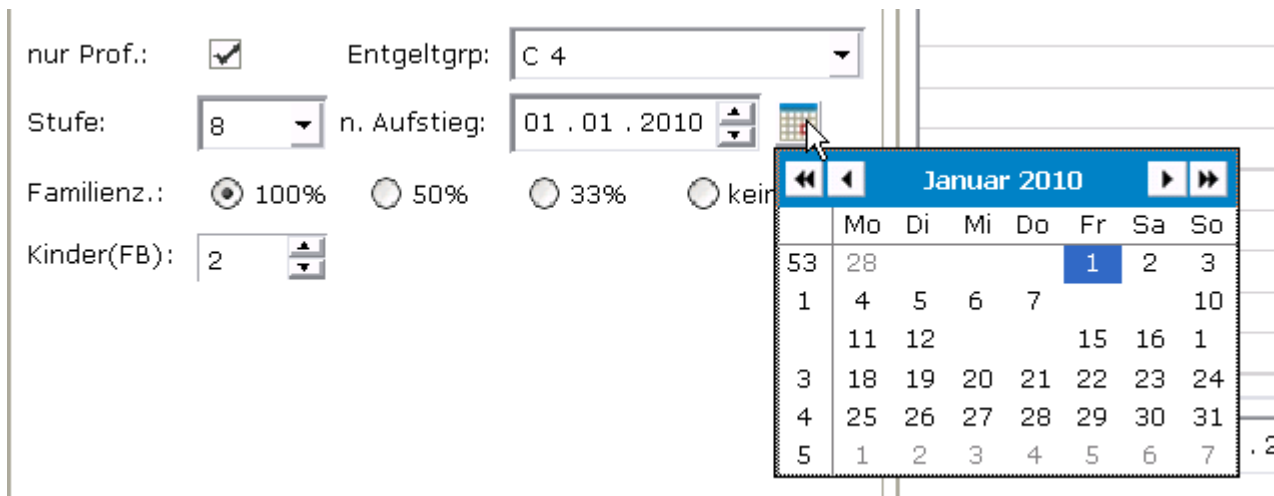 nur Prof.: Entgeltgrp: C 4
Stufe: 8 n. Aufstieg: 01 . 01 . 2010
Familienz.: 100% 50% 33% keir
Kinder(FB): 2
Januar 2010
Mo Di Mi Do Fr Sa So
53 28 1 2 3
1 4 5 6 7 10
11 12 15 16 1
3 18 19 20 21 22 23 24
4 25 26 27 28 29 30 31
5 1 2 3 4 5 6 7
. 2